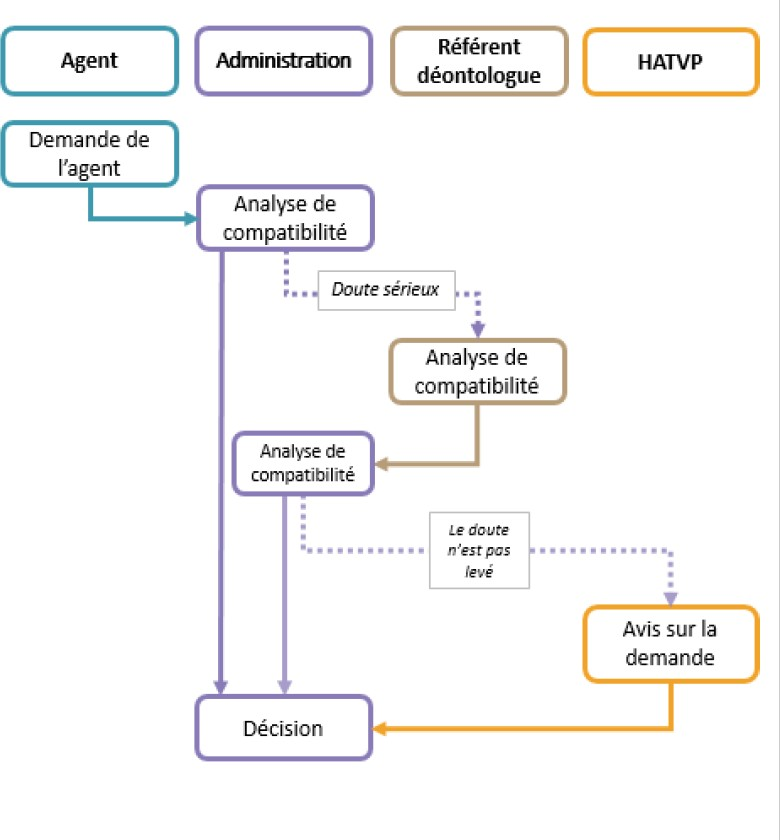 Agent
Administration
Référent
déontologue
HATVP
Demande de
l’agent
Analyse de
compatibilité
Doute sérieux
Analyse de
compatibilité
Analyse de
compatibilité
Le doute
n’est pas
levé
Avis sur la
demande
Décision